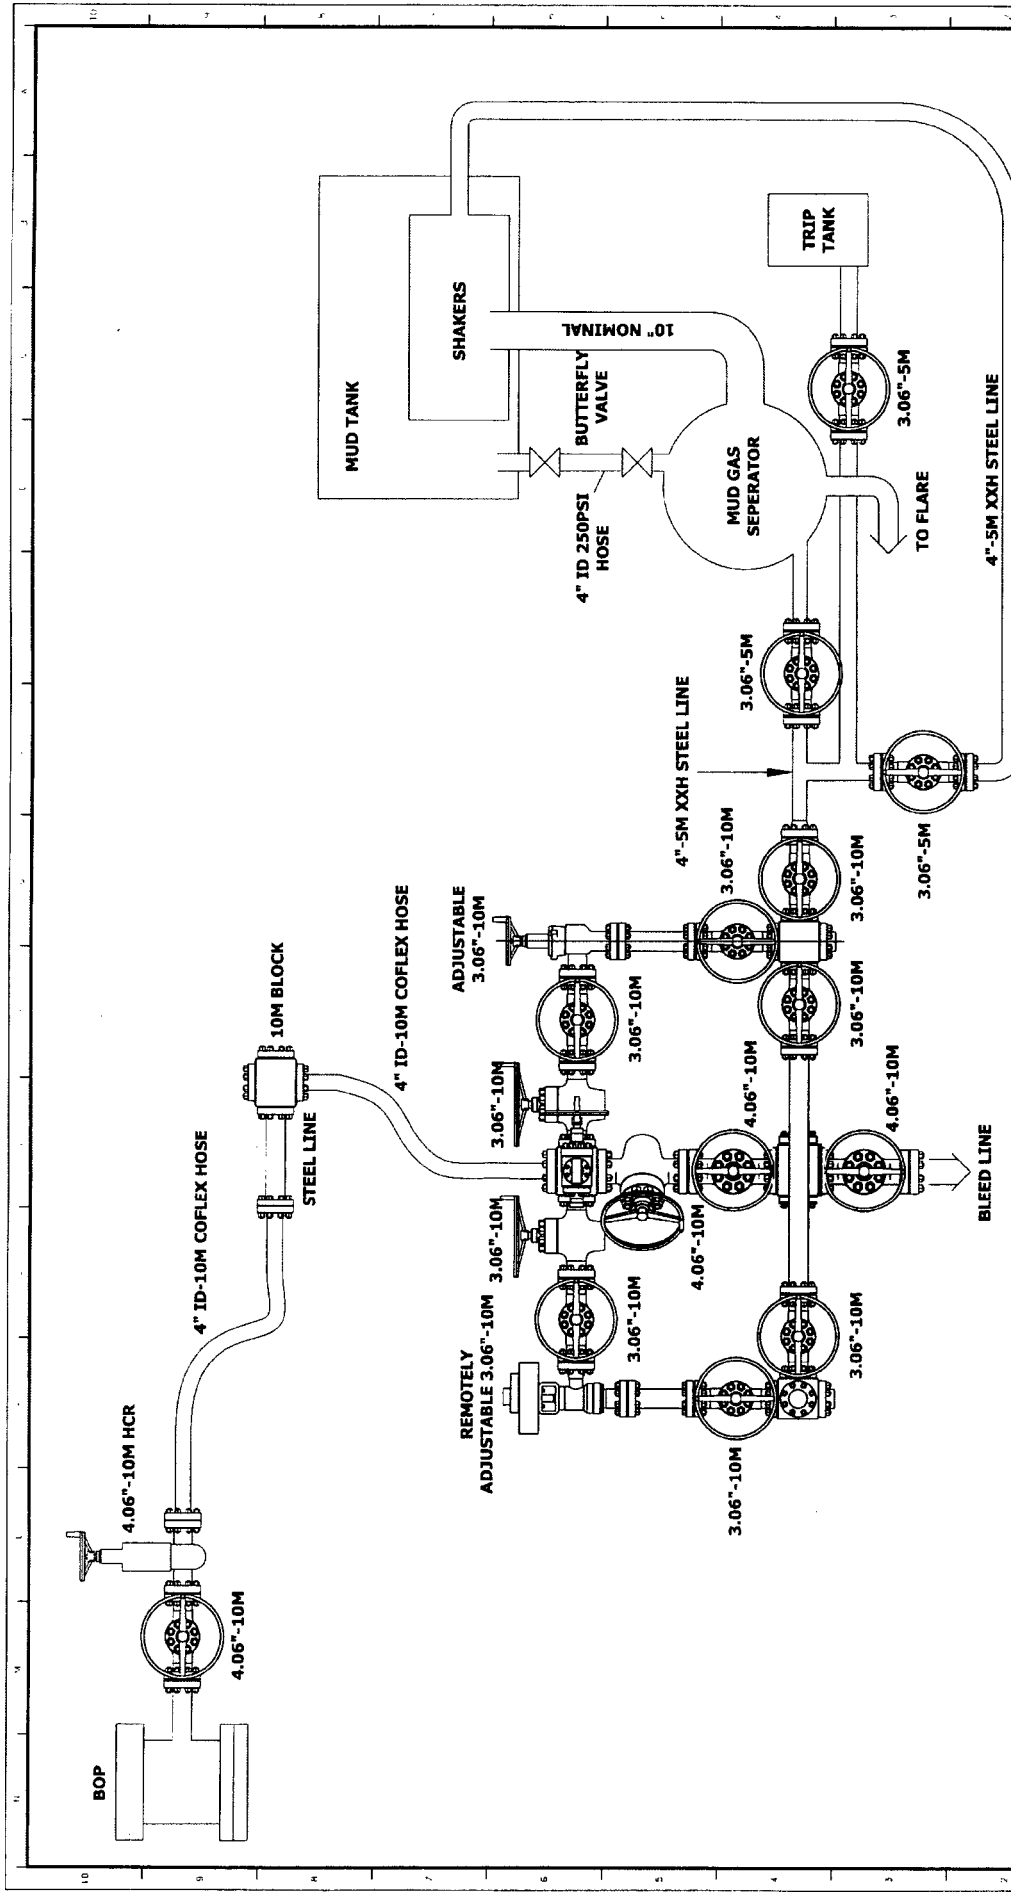 BOP
4.06"-10M
4.06"-10M HCR
4" ID-10M COFLEX HOSE
STEEL LINE
10M BLOCK
4" ID-10M COFLEX HOSE
REMOTELY
ADJUSTABLE 3.06"-10M
3.06"-10M
3.06"-10M
3.06"-10M
3.06"-10M
ADJUSTABLE
3.06"-10M
3.06"-10M
4.06"-10M
4.06"-10M
3.06"-10M
3.06"-10M
4.06"-10M
BLEED LINE
3.06"-10M
3.06"-10M
4"-5M XXH STEEL LINE
3.06"-5M
3.06"-5M
3.06"-5M
4"-5M XXH STEEL LINE
TO FLARE
MUD GAS
SEPERATOR
4" ID 250PSI
HOSE
BUTTERFLY
VALVE
10" NOMINAL
MUD TANK
SHAKERS
TRIP
TANK